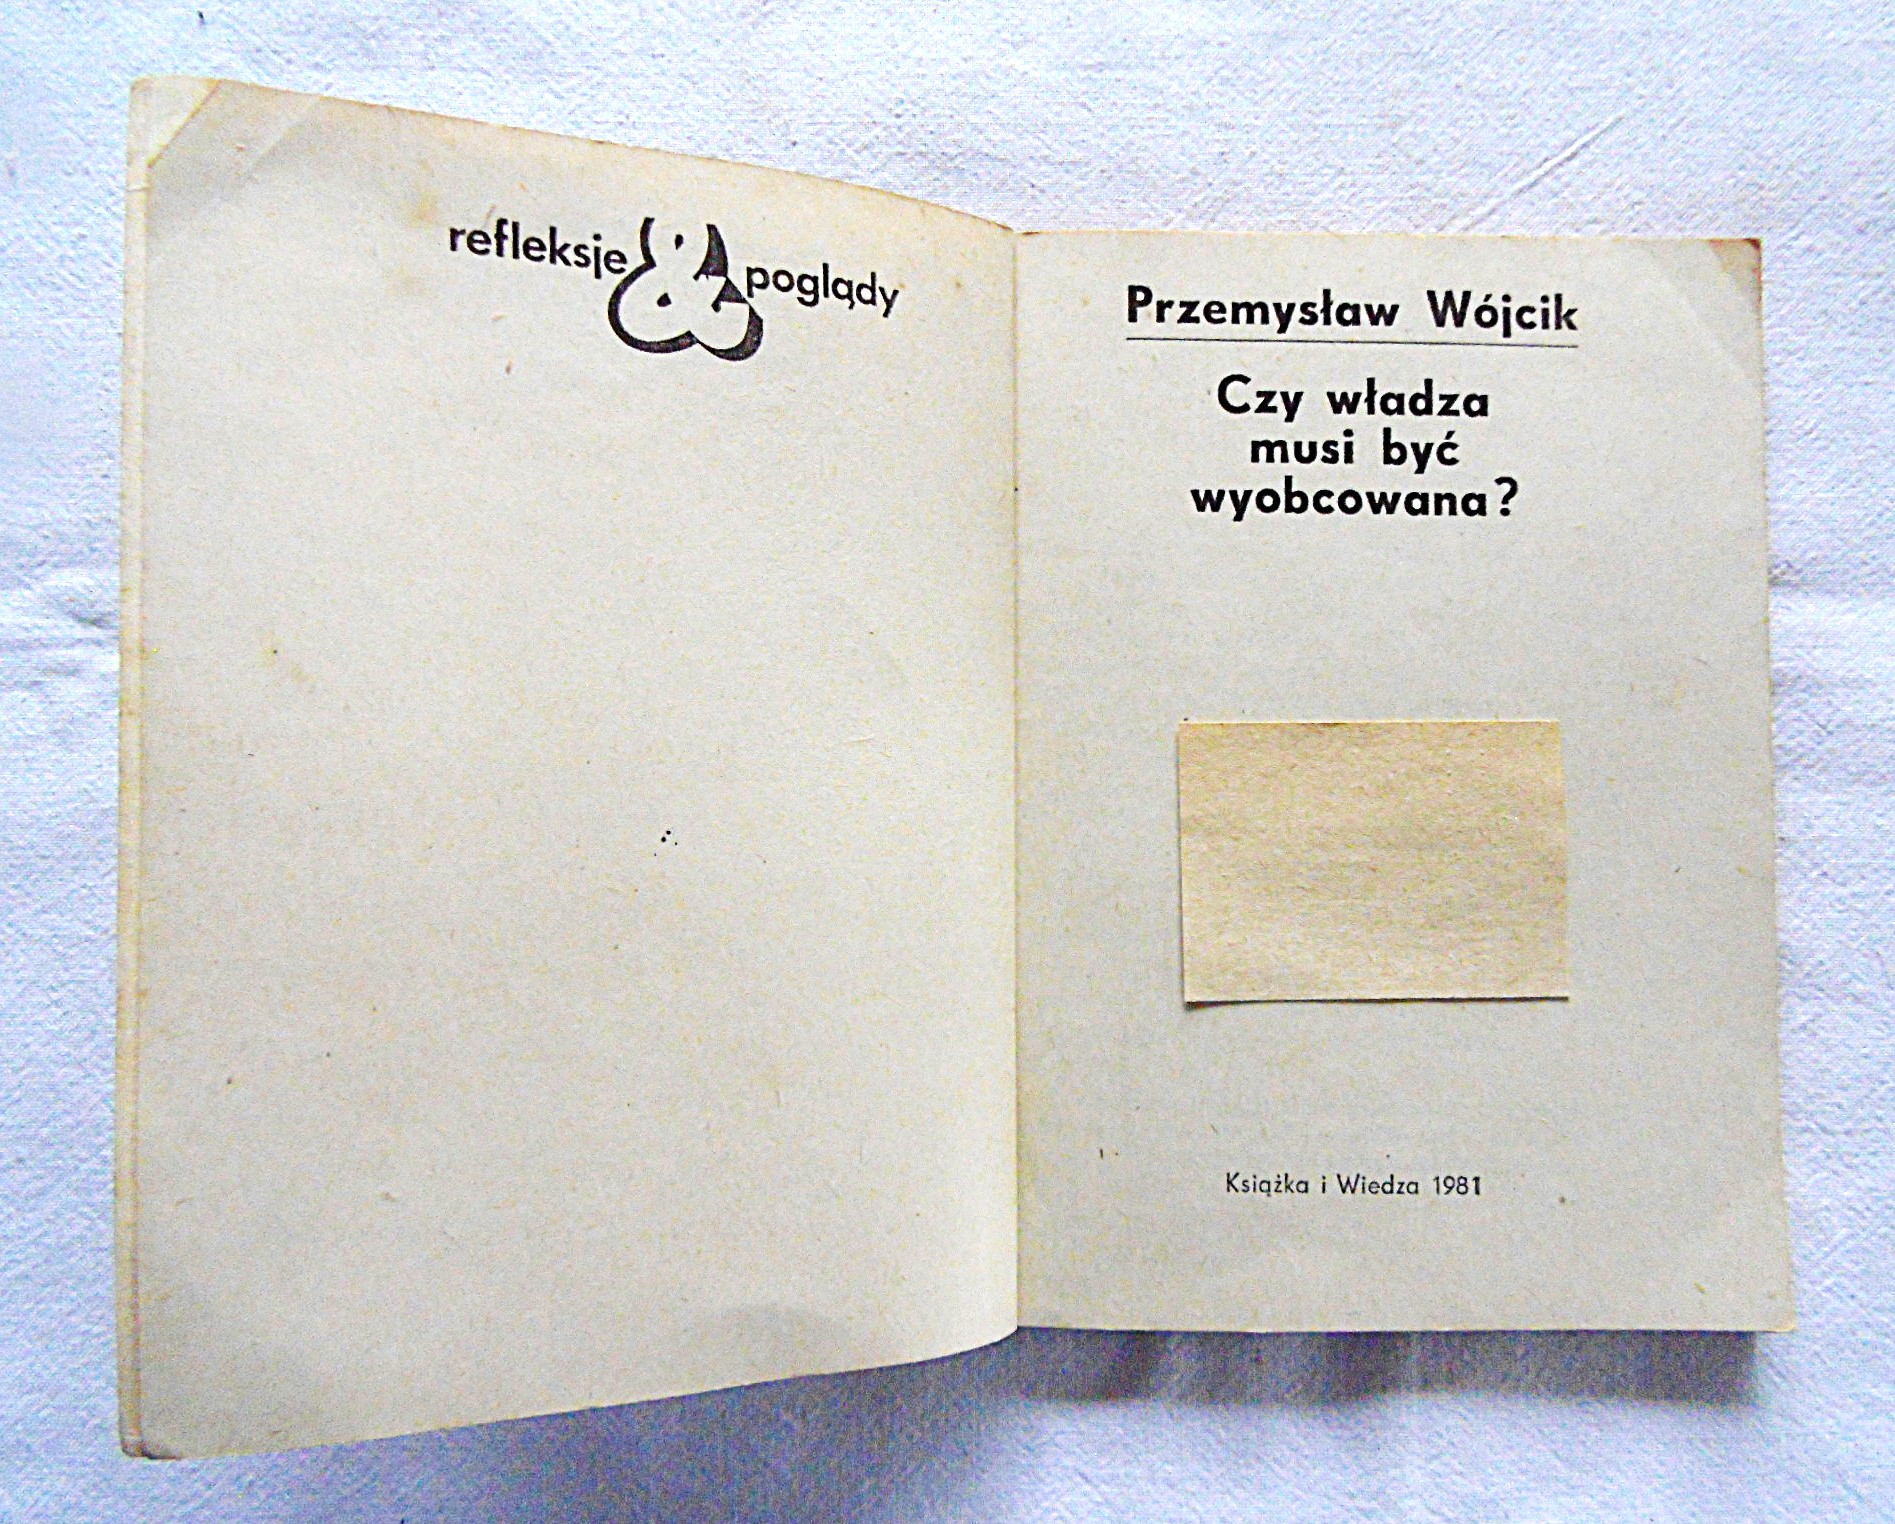 refleksje & poglądy
Przemysław Wójcik
Czy władza
musi być
wyobcowana?
Książka i Wiedza 1981